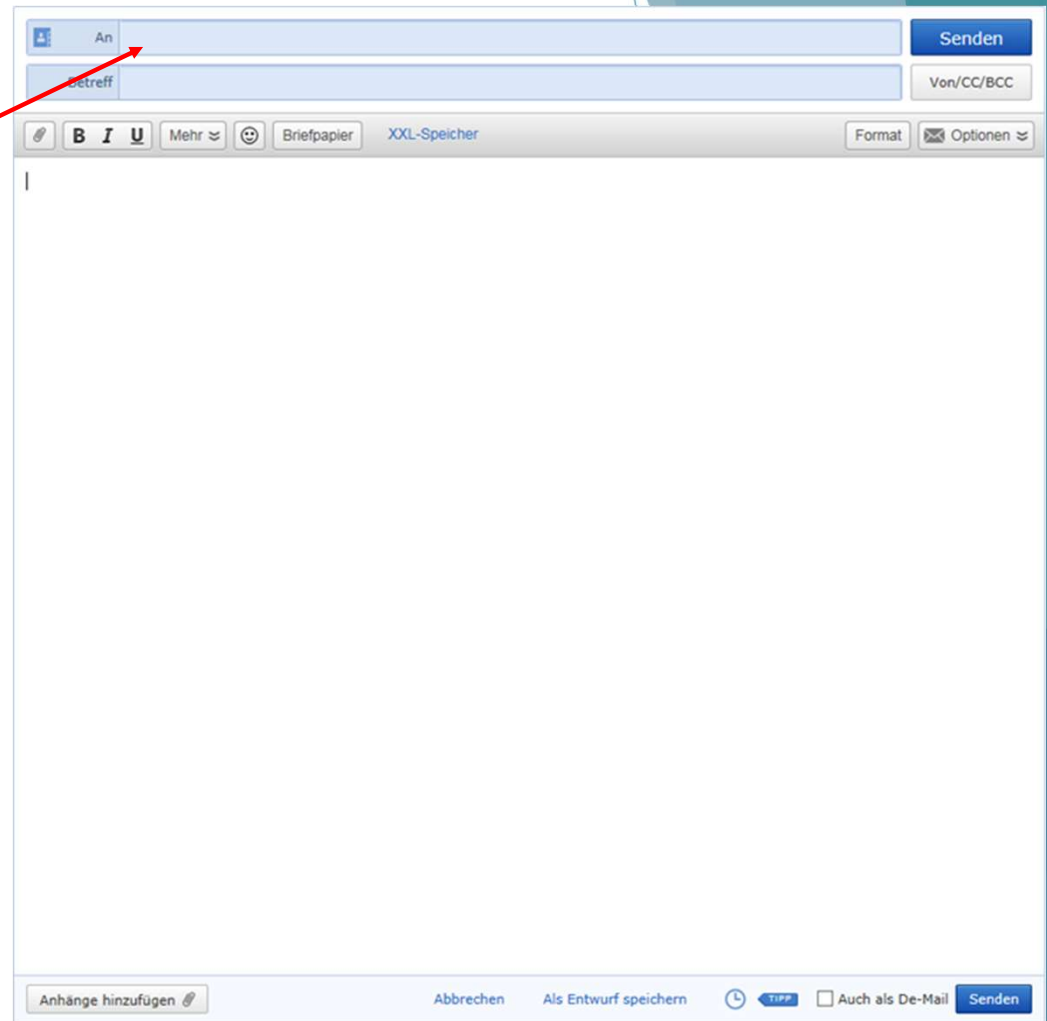 An Senden
Betreff Von/CC/BCC
B I U Mehr Briefpapier XXL-Speicher Format Optionen
Anhänge hinzufügen Abbrechen Als Entwurf speichern TIPP Auch als De-Mail Senden